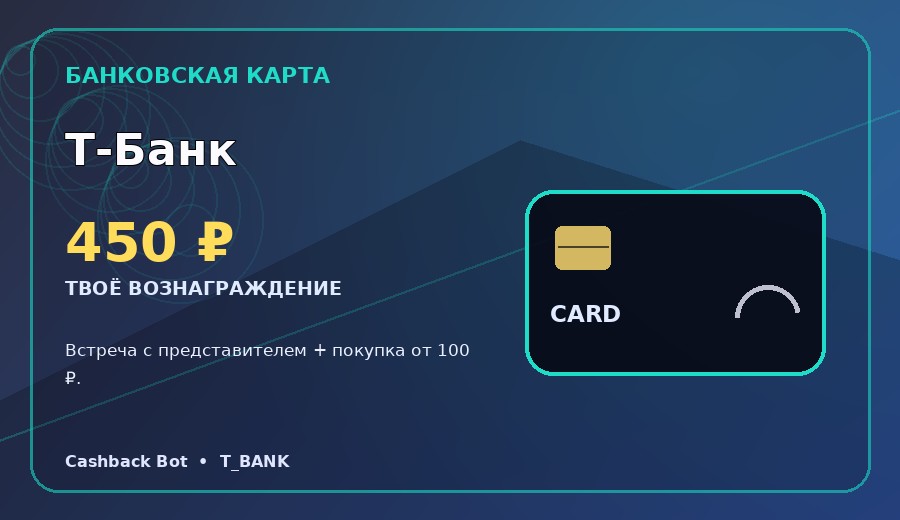 БАНКОВСКАЯ КАРТА
Т-Банк
450 ₽
ТВОЁ ВОЗНАГРАЖДЕНИЕ
CARD
Встреча с представителем + покупка от 100
₽.
Cashback Bot • T_BANK